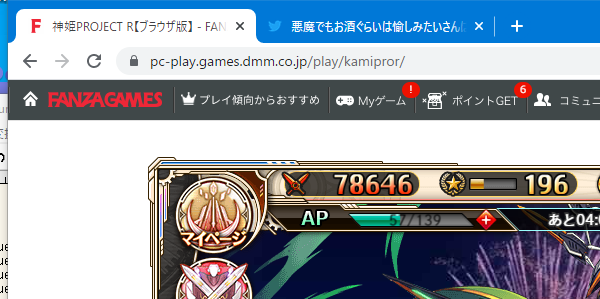 神姫PROJECT R【ブラウザ版】 - FAN
悪魔でもお酒ぐらいは愉しみたいさん
pc-play.games.dmm.co.jp/play/kamipror/
FANZAGAMES
プレイ傾向からおすすめ
Myゲーム
!
ポイントGET
6
コミュニ
78646
196
AP
57/139
あと04:0
マイページ